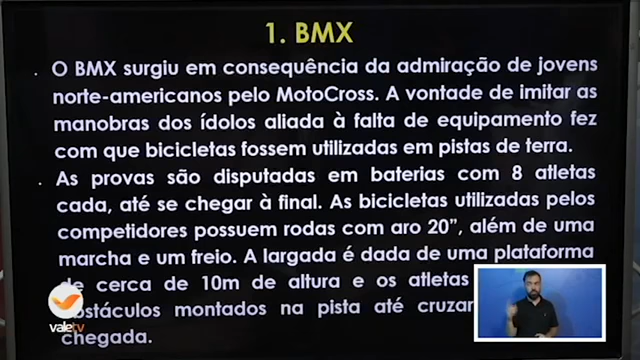 1. BMX
. O BMX surgiu em consequência da admiração de jovens
norte-americanos pelo MotoCross. A vontade de imitar as
manobras dos ídolos aliada à falta de equipamento fez
com que bicicletas fossem utilizadas em pistas de terra.
. As provas são disputadas em baterias com 8 atletas
cada, até se chegar à final. As bicicletas utilizadas pelos
competidores possuem rodas com aro 20”, além de uma
marcha e um freio. A largada é dada de uma plataforma
de cerca de 10m de altura e os atletas
obstáculos montados na pista até
chegada.
valetv